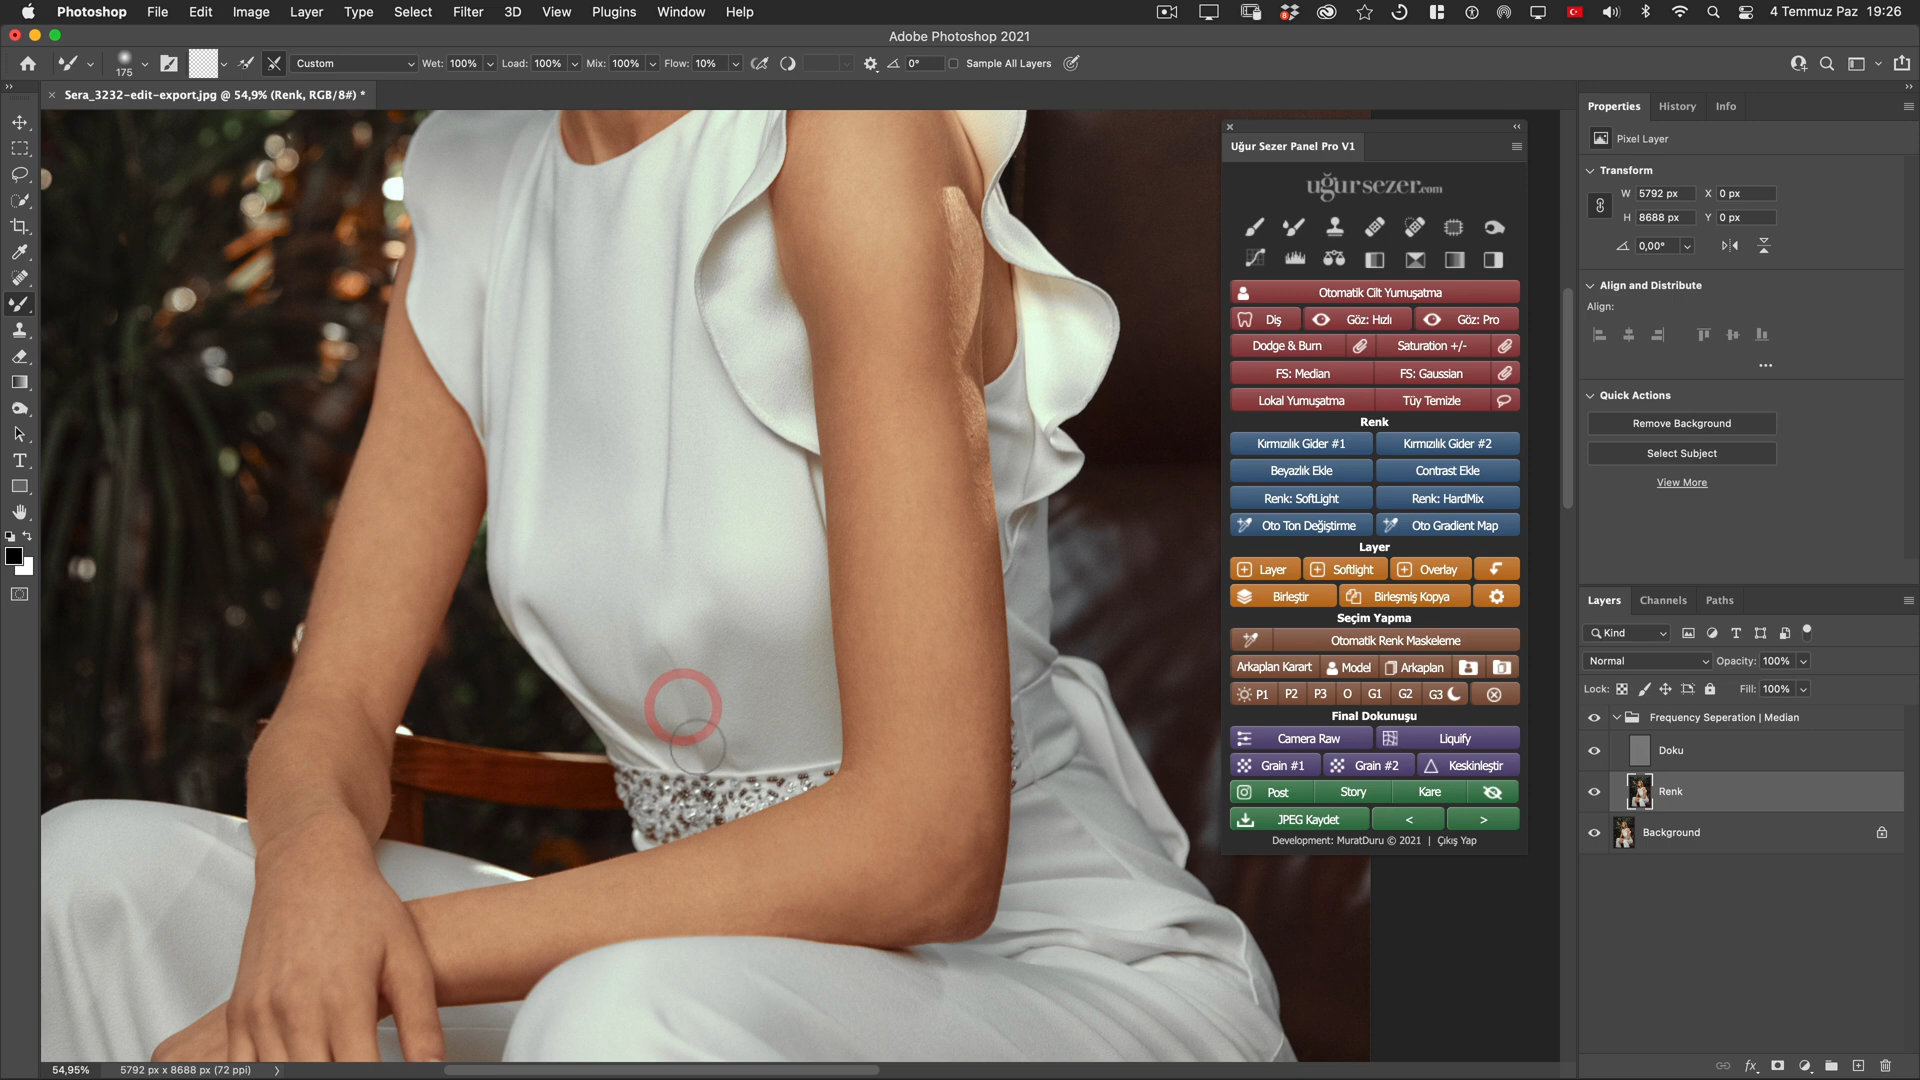 Photoshop File Edit Image Layer Type Select Filter 3D View Plugins Window Help
8
4 Temmuz Paz 19:26
Adobe Photoshop 2021
175 Custom Wet: 100% Load: 100% Mix: 100% Flow: 10% 0° Sample All Layers
Sera_3232-edit-export.jpg @ 54,9% (Renk, RGB/8#) *
Uğur Sezer Panel Pro V1
uğursezer.com
Otomatik Cilt Yumuşatma
Diş Göz: Hızlı Göz: Pro
Dodge & Burn Saturation +/-
FS: Median FS: Gaussian
Lokal Yumuşatma Tüy Temizle
Renk
Kırmızılık Gider #1 Kırmızılık Gider #2
Beyazlık Ekle Contrast Ekle
Renk: SoftLight Renk: HardMix
Oto Ton Değiştirme Oto Gradient Map
Layer
Layer Softlight Overlay
Birleştir Birleşmiş Kopya
Seçim Yapma
Otomatik Renk Maskeleme
Arkaplan Karart Model Arkaplan
P1 P2 P3 O G1 G2 G3
Final Dokunuşu
Camera Raw Liquify
Grain #1 Grain #2 Keskinleştir
Post Story Kare
JPEG Kaydet < >
Development: MuratDuru © 2021 | Çıkış Yap
Properties History Info
Pixel Layer
Transform
W 5792 px X 0 px
H 8688 px Y 0 px
0,00°
Align and Distribute
Align:
Quick Actions
Remove Background
Select Subject
View More
Layers Channels Paths
Kind
Normal Opacity: 100%
Lock: Fill: 100%
Frequency Seperation | Median
Doku
Renk
Background
54,95% 5792 px x 8688 px (72 ppi)